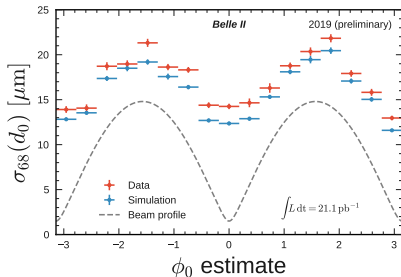 Belle II 2019 (preliminary)
σ₆₈(d₀) [μm]
25
20
15
10
5
0
Data
Simulation
Beam profile
∫L dt = 21.1 pb⁻¹
−3 −2 −1 0 1 2 3
ϕ₀ estimate